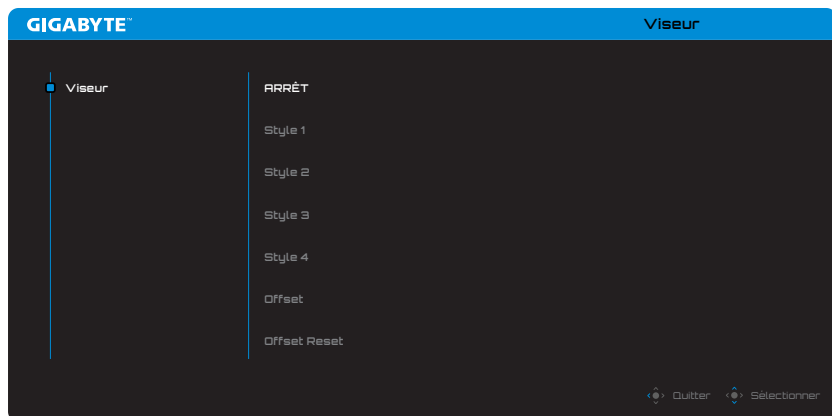 GIGABYTE™
Viseur
Viseur
ARRÊT
Style 1
Style 2
Style 3
Style 4
Offset
Offset Reset
Quitter
Sélectionner